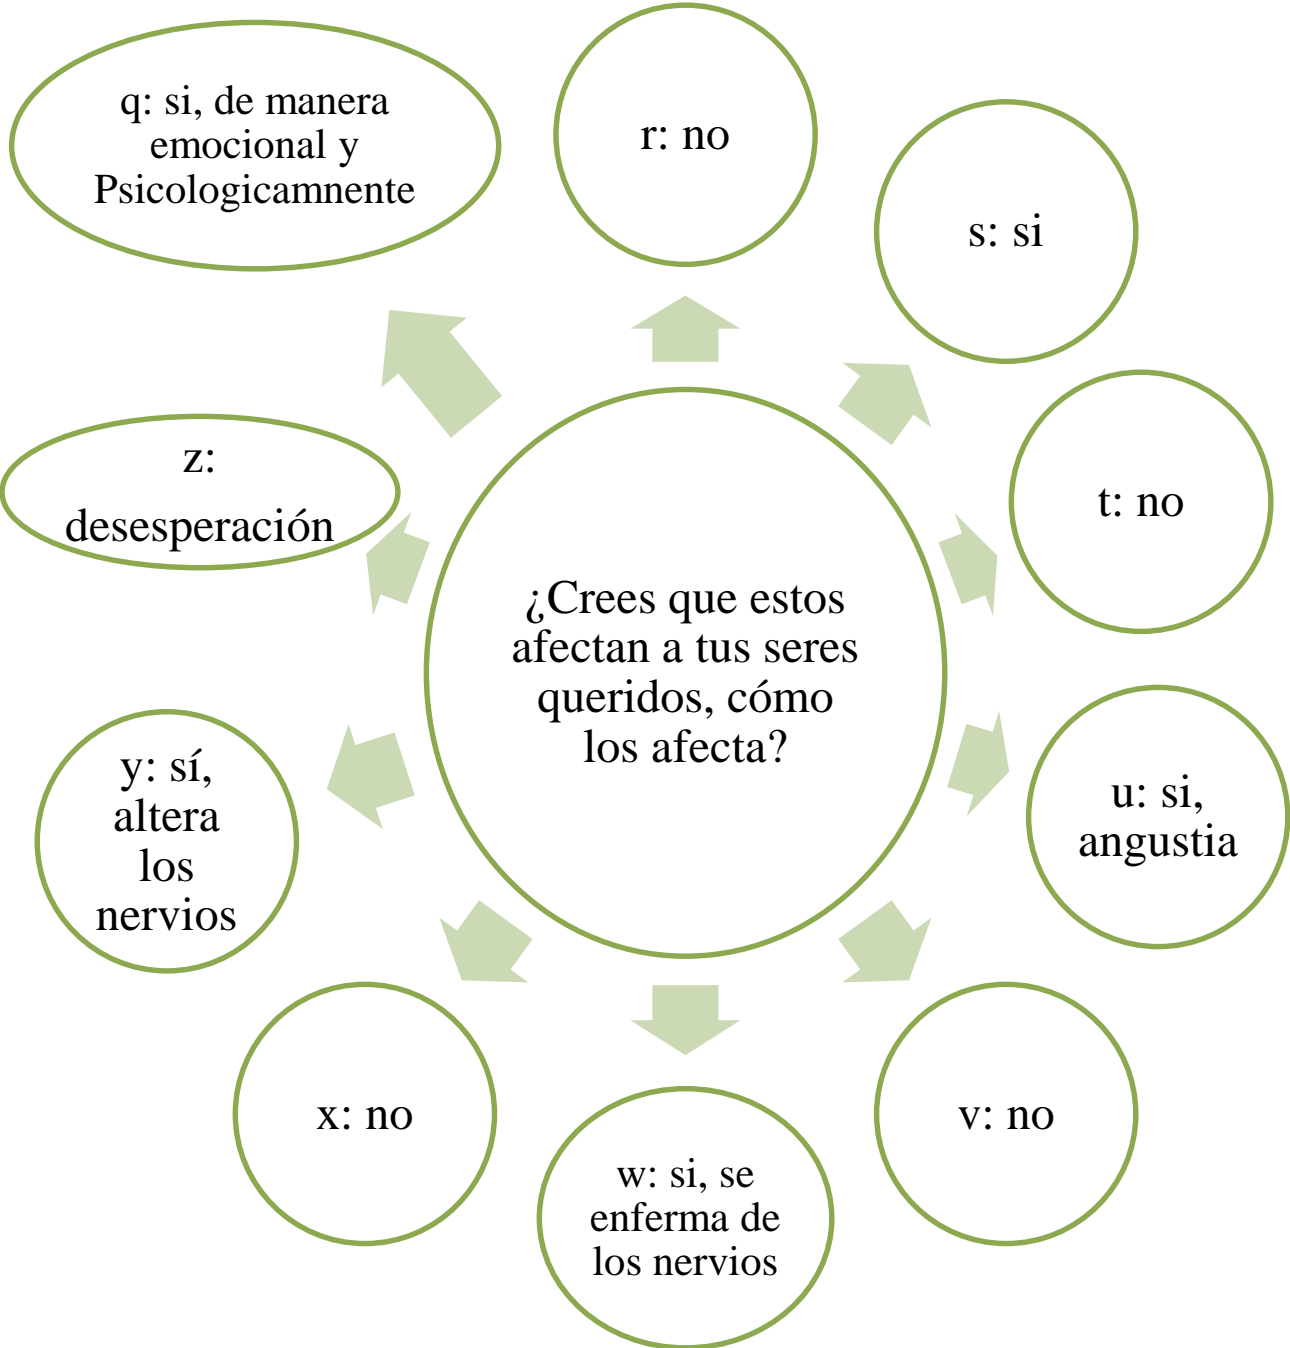 q: si, de manera
emocional y
Psicologicamnente
r: no
s: si
t: no
u: si,
angustia
v: no
w: si, se
enferma de
los nervios
x: no
y: sí,
altera
los
nervios
z:
desesperación
¿Crees que estos
afectan a tus seres
queridos, cómo
los afecta?